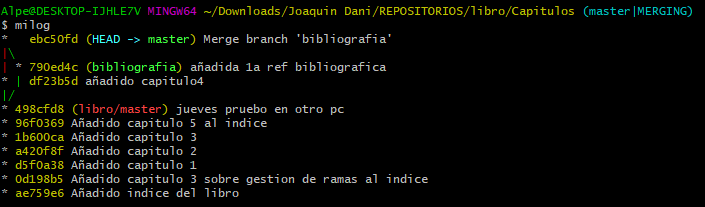 Alpe@DESKTOP-IJHLE7V MINGW64 ~/Downloads/Joaquin Dani/REPOSITORIOS/libro/Capitulos (master|MERGING)
$ milog
*   ebc50fd (HEAD -> master) Merge branch 'bibliografia'
|\
| * 790ed4c (bibliografia) añadida 1a ref bibliografica
* | df23b5d añadido capitulo4
|/
* 498cfd8 (libro/master) jueves pruebo en otro pc
* 96f0369 Añadido capitulo 5 al indice
* 1b600ca Añadido capitulo 3
* a420f8f Añadido capitulo 2
* d5f0a38 Añadido capitulo 1
* 0d198b5 Añadido capitulo 3 sobre gestion de ramas al indice
* ae759e6 Añadido indice del libro